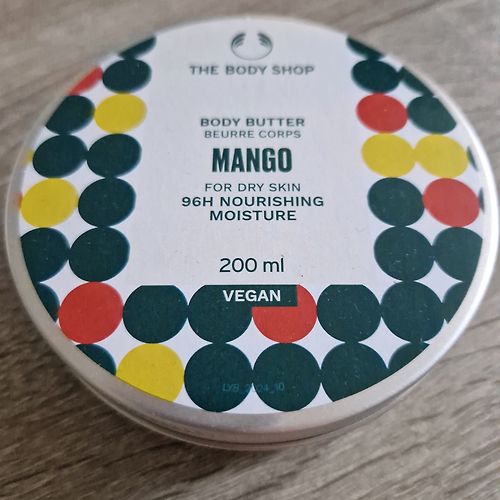 THE BODY SHOP
BODY BUTTER
BEURRE CORPS
MANGO
FOR DRY SKIN
96H NOURISHING
MOISTURE
200 ml
VEGAN